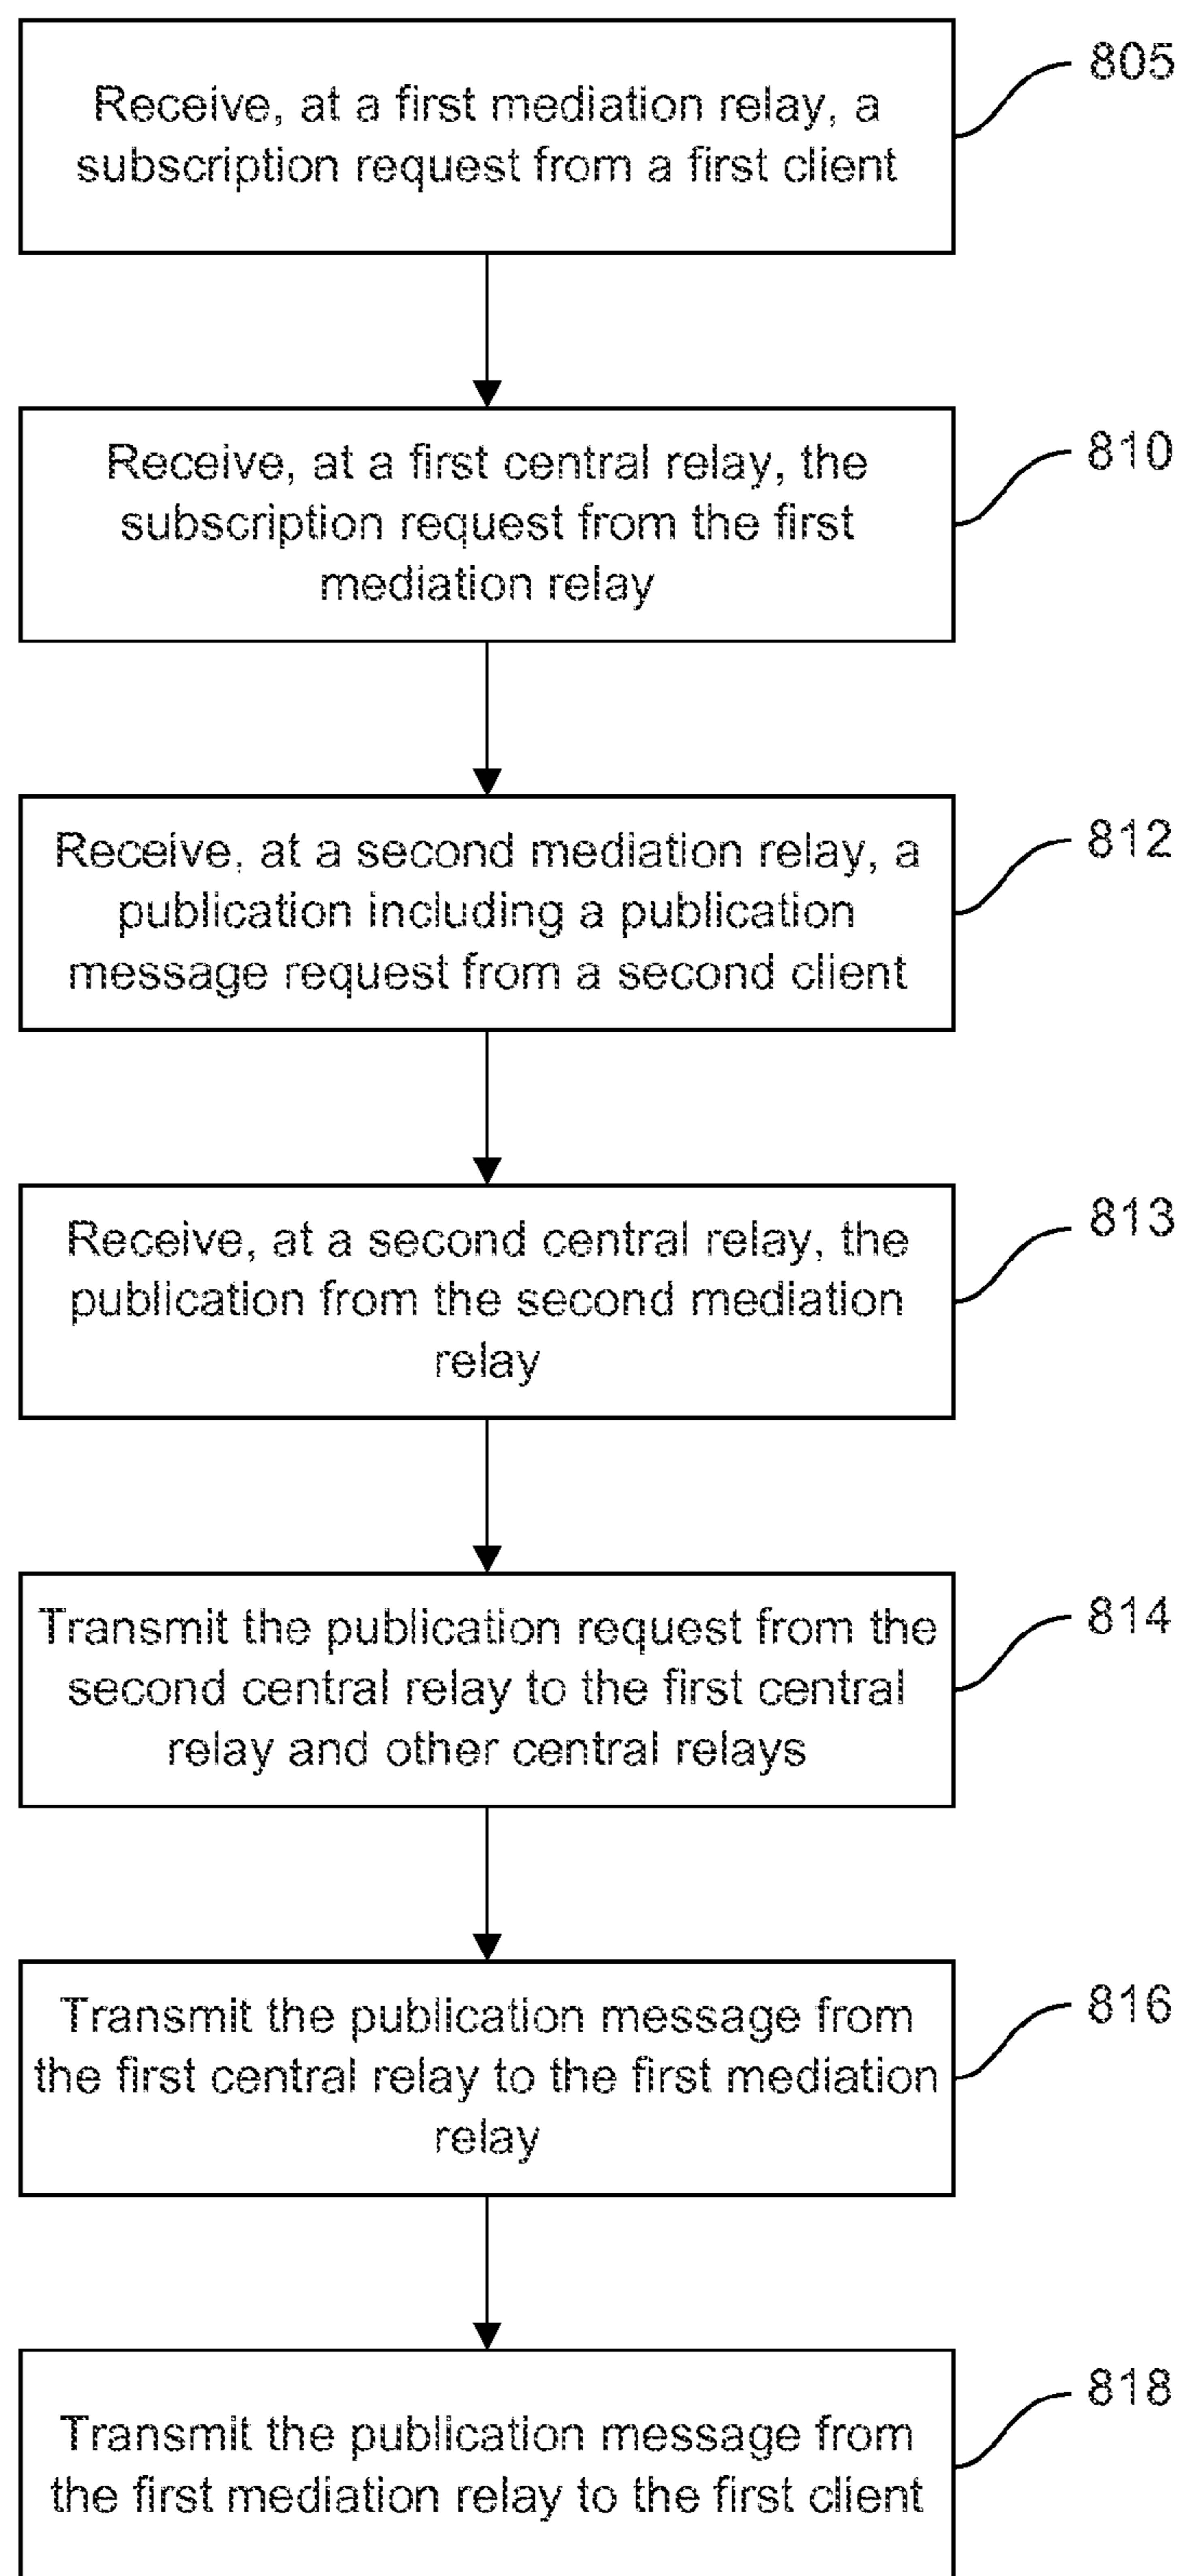 Receive, at a first mediation relay, a
subscription request from a first client
805
Receive, at a first central relay, the
subscription request from the first
mediation relay
810
Receive, at a second mediation relay, a
publication including a publication
message request from a second client
812
Receive, at a second central relay, the
publication from the second mediation
relay
813
Transmit the publication request from the
second central relay to the first central
relay and other central relays
814
Transmit the publication message from
the first central relay to the first mediation
relay
816
Transmit the publication message from
the first mediation relay to the first client
818